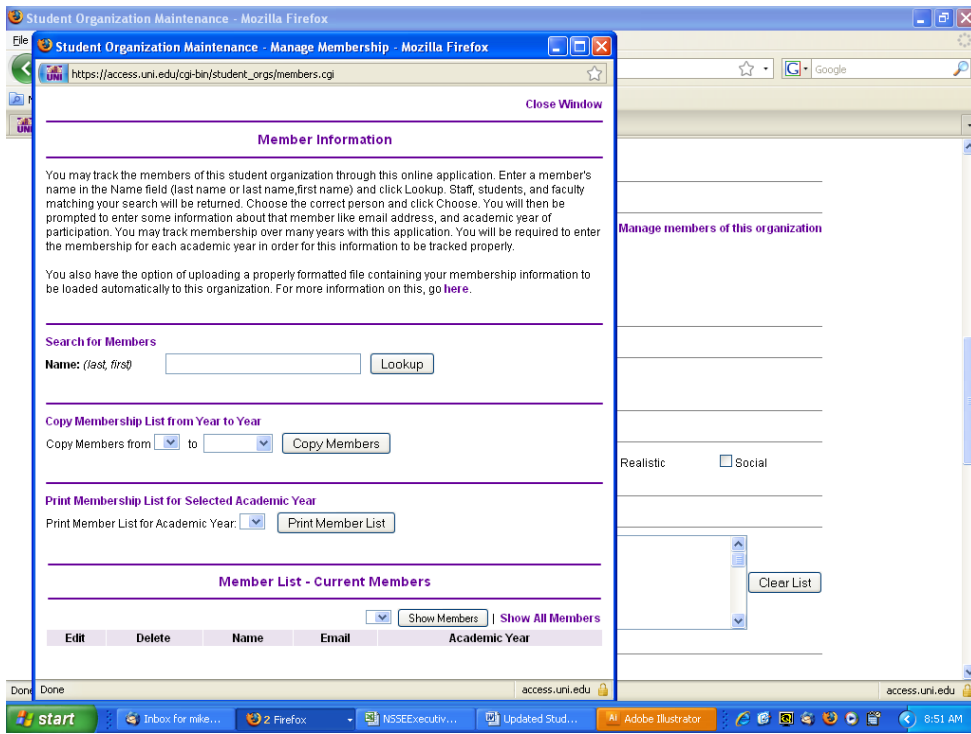 Student Organization Maintenance - Mozilla Firefox
File
Student Organization Maintenance - Manage Membership - Mozilla Firefox
UNI https://access.uni.edu/cgi-bin/student_orgs/members.cgi
G Google
Close Window
Member Information
You may track the members of this student organization through this online application. Enter a member's
name in the Name field (last name or last name,first name) and click Lookup. Staff, students, and faculty
matching your search will be returned. Choose the correct person and click Choose. You will then be
prompted to enter some information about that member like email address, and academic year of
participation. You may track membership over many years with this application. You will be required to enter
the membership for each academic year in order for this information to be tracked properly.
Manage members of this organization
You also have the option of uploading a properly formatted file containing your membership information to
be loaded automatically to this organization. For more information on this, go here.
Search for Members
Name: (last, first) Lookup
Copy Membership List from Year to Year
Copy Members from to Copy Members
Realistic Social
Print Membership List for Selected Academic Year
Print Member List for Academic Year: Print Member List
Clear List
Member List - Current Members
Show Members | Show All Members
Edit Delete Name Email Academic Year
Done
Done access.uni.edu
access.uni.edu
start Inbox for mike... 2 Firefox NSSEExecutiv... Updated Stud... Ai Adobe Illustrator 8:51 AM